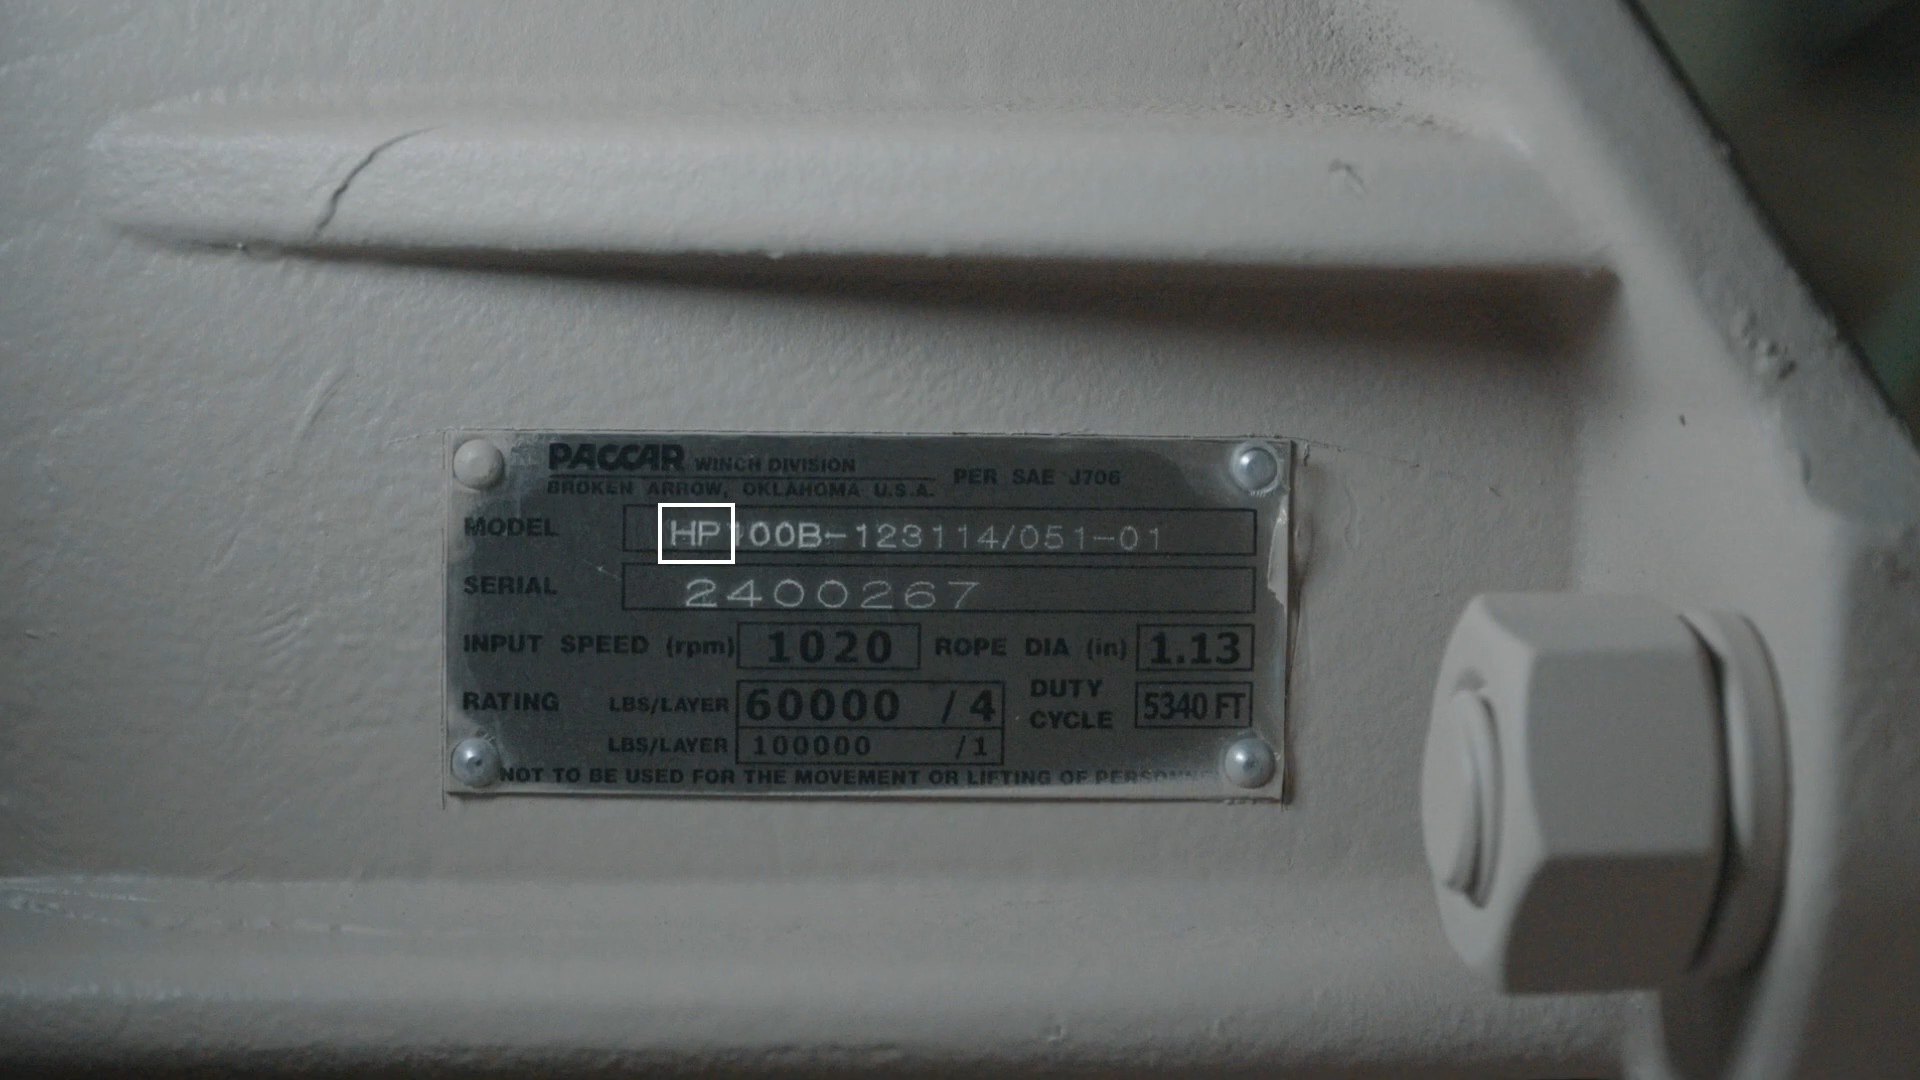 PACCAR WINCH DIVISION
BROKEN ARROW, OKLAHOMA U.S.A. PER SAE J706
MODEL HP100B-123114/051-01
SERIAL 2400267
INPUT SPEED (rpm) 1020 ROPE DIA (in) 1.13
RATING LBS/LAYER 60000 /4 DUTY CYCLE 5340 FT
LBS/LAYER 100000 /1
NOT TO BE USED FOR THE MOVEMENT OR LIFTING OF